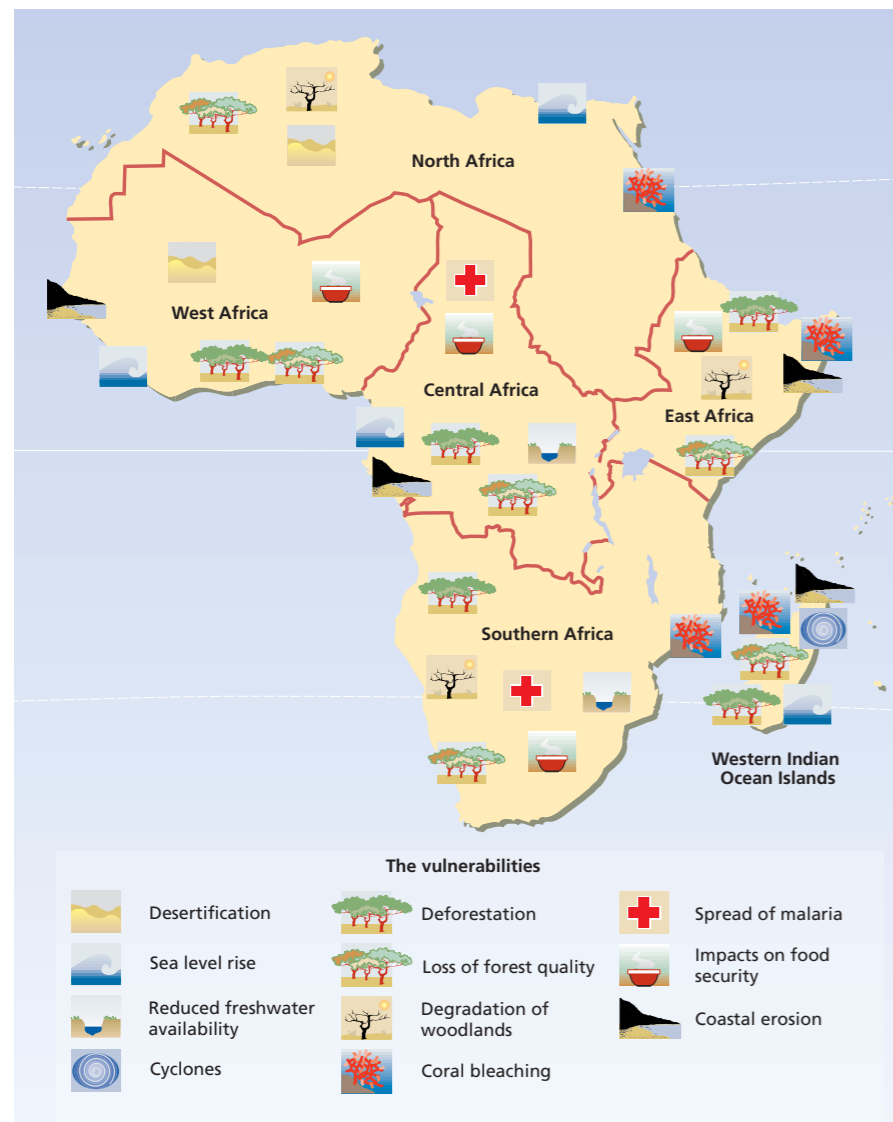 North Africa
West Africa
Central Africa
East Africa
Southern Africa
Western Indian
Ocean Islands
The vulnerabilities
Desertification
Deforestation
Spread of malaria
Sea level rise
Loss of forest quality
Impacts on food
security
Reduced freshwater
availability
Degradation of
woodlands
Coastal erosion
Cyclones
Coral bleaching